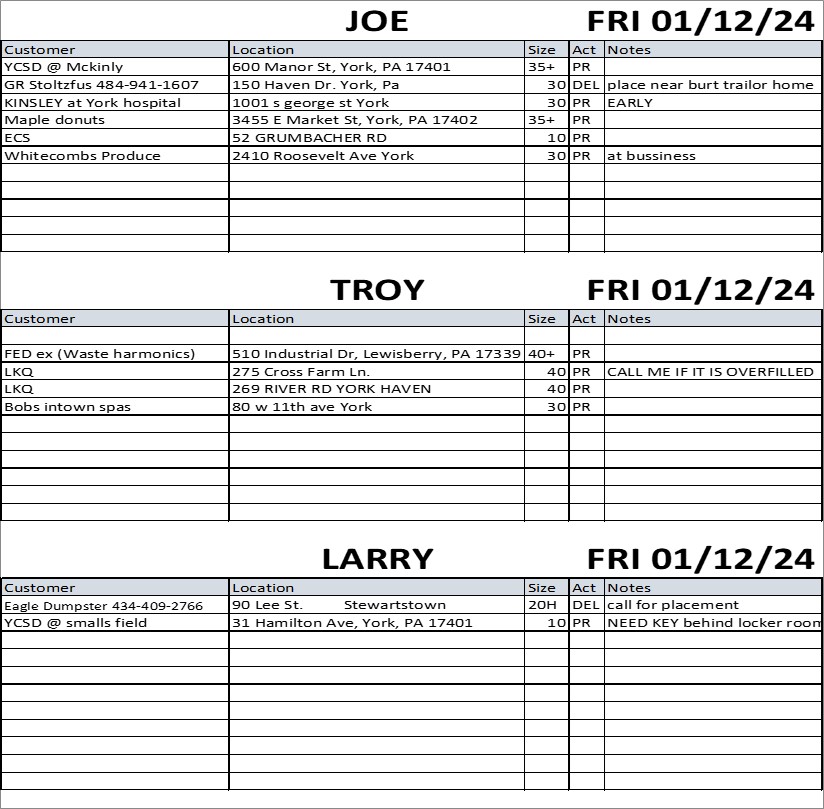 JOE FRI 01/12/24
Customer Location Size Act Notes
YCSD @ Mckinly 600 Manor St, York, PA 17401 35+ PR
GR Stoltzfus 484-941-1607 150 Haven Dr. York, Pa 30 DEL place near burt trailor home
KINSLEY at York hospital 1001 s george st York 30 PR EARLY
Maple donuts 3455 E Market St, York, PA 17402 35+ PR
ECS 52 GRUMBACHER RD 10 PR
Whitecombs Produce 2410 Roosevelt Ave York 30 PR at bussiness
TROY FRI 01/12/24
Customer Location Size Act Notes
FED ex (Waste harmonics) 510 Industrial Dr, Lewisberry, PA 17339 40+ PR
LKQ 275 Cross Farm Ln. 40 PR CALL ME IF IT IS OVERFILLED
LKQ 269 RIVER RD YORK HAVEN 40 PR
Bobs intown spas 80 w 11th ave York 30 PR
LARRY FRI 01/12/24
Customer Location Size Act Notes
Eagle Dumpster 434-409-2766 90 Lee St. Stewartstown 20H DEL call for placement
YCSD @ smalls field 31 Hamilton Ave, York, PA 17401 10 PR NEED KEY behind locker room